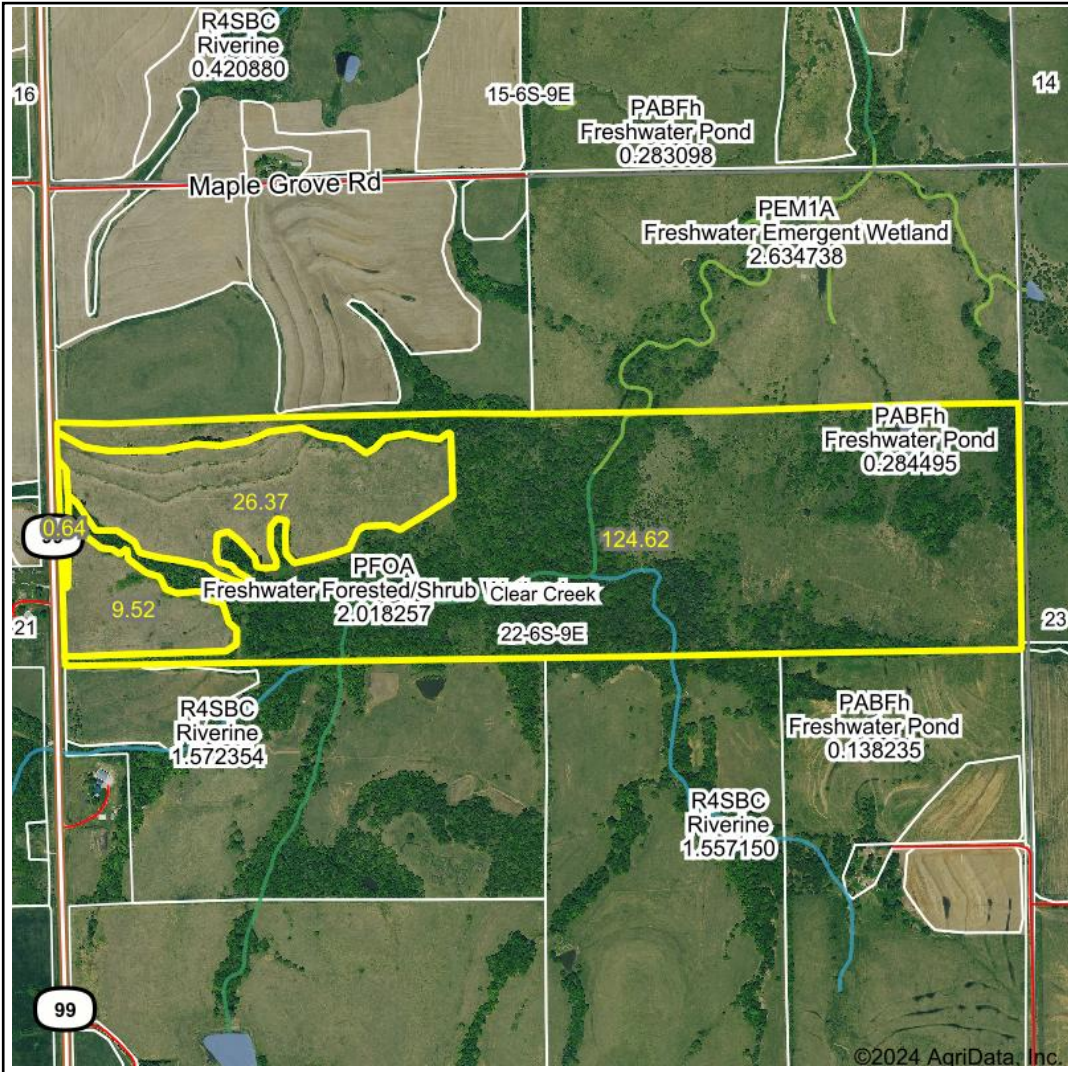 R4SBC
Riverine
0.420880
16
15-6S-9E
14
PABFh
Freshwater Pond
0.283098
Maple Grove Rd
PEM1A
Freshwater Emergent Wetland
2.634738
PABFh
Freshwater Pond
0.284495
26.37
0.64
124.62
PFOA
Freshwater Forested/Shrub
Clear Creek
2.018257
9.52
22-6S-9E
21
23
R4SBC
Riverine
1.572354
PABFh
Freshwater Pond
0.138235
R4SBC
Riverine
1.557150
99
©2024 AgriData, Inc.